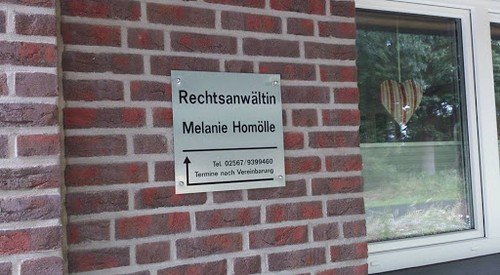 Rechtsanwältin
Melanie Homölle
Tel. 02567/9399460
Termine nach Vereinbarung